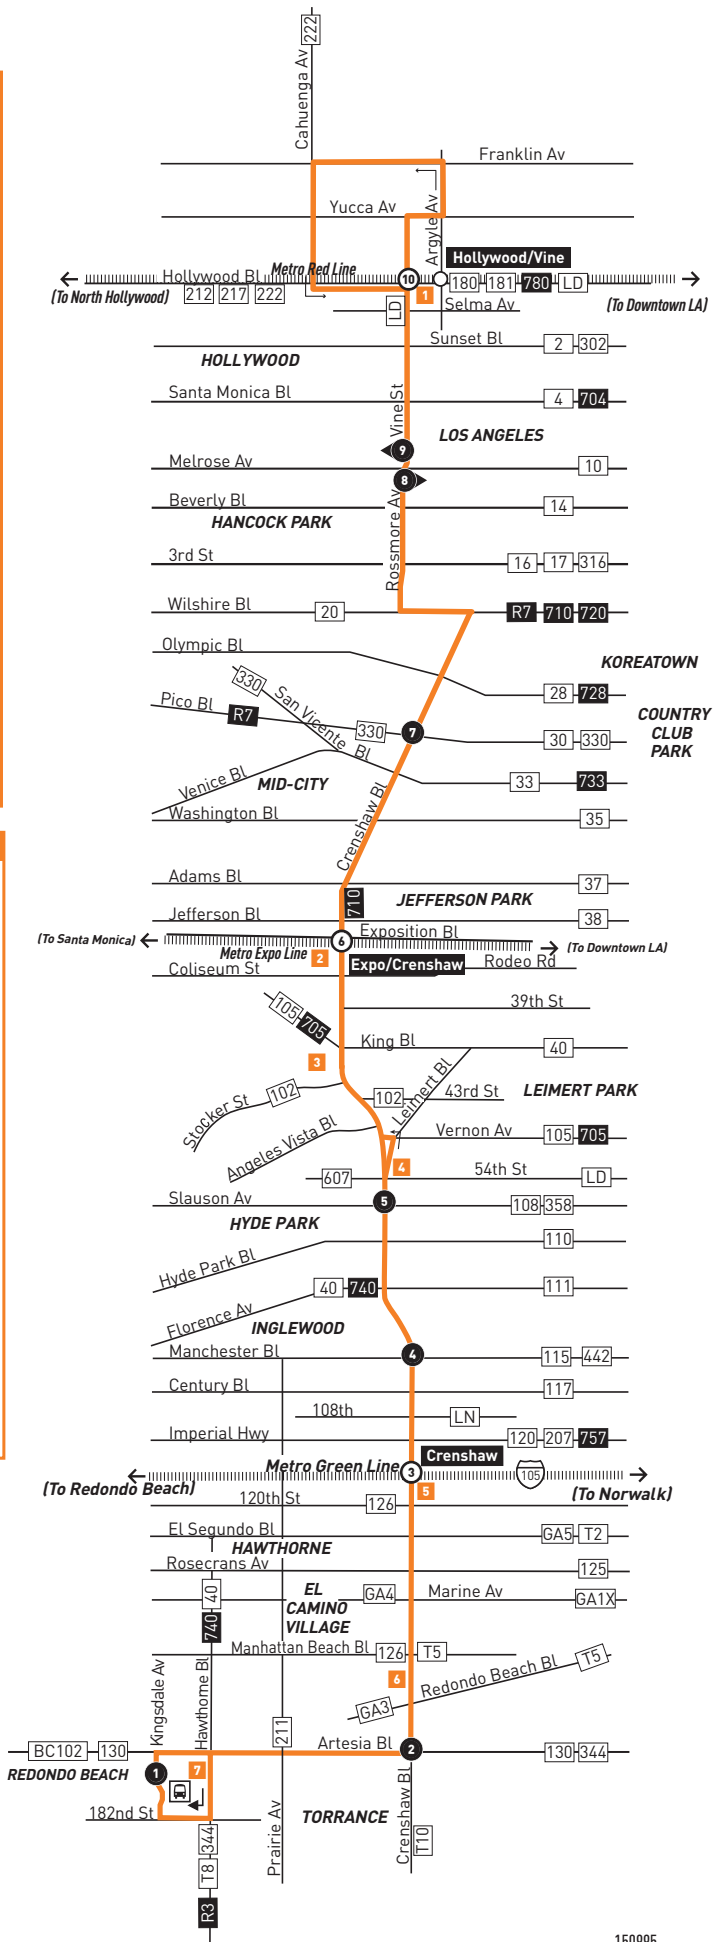 222
Cahuenga Av
Franklin Av
Yucca Av
Argyle Av
Hollywood/Vine
Metro Red Line
Hollywood Bl
10
180 181 780 LD
(To North Hollywood)
212 217 222
1
(To Downtown LA)
LD
Selma Av
Sunset Bl
2 302
HOLLYWOOD
Santa Monica Bl
4 704
Vine St
LOS ANGELES
9
Melrose Av
10
8
Beverly Bl
14
HANCOCK PARK
Rossmore Av
3rd St
16 17 316
Wilshire Bl
20
R7 710 720
Olympic Bl
KOREATOWN
330
28 728
Pico Bl
San Vicente Bl
R7
330
7
30 330
COUNTRY
CLUB
PARK
Venice Bl
MID-CITY
33
733
Washington Bl
35
Crenshaw Bl
Adams Bl
37
710
JEFFERSON PARK
Jefferson Bl
38
Exposition Bl
(To Santa Monica)
6
(To Downtown LA)
Metro Expo Line
2
Expo/Crenshaw
Rodeo Rd
Coliseum St
39th St
105 705
King Bl
40
3
Leimert Bl
Stocker St
102
102
43rd St
LEIMERT PARK
Angeles Vista Bl
Vernon Av
105 705
4
54th St
607
LD
Slauson Av
5
108 358
HYDE PARK
110
Hyde Park Bl
40 740
111
Florence Av
INGLEWOOD
Manchester Bl
4
115 442
Century Bl
117
108th
LN
Imperial Hwy
120 207 757
Crenshaw
Metro Green Line
3
105
(To Redondo Beach)
5
(To Norwalk)
120th St
126
El Segundo Bl
GA5 T2
HAWTHORNE
Rosecrans Av
125
40
EL
CAMINO
VILLAGE
GA4
Marine Av
GA1X
740
Manhattan Beach Bl
126 T5
Redondo Beach Bl
T5
6
GA3
Kingsdale Av
Hawthorne Bl
211
Artesia Bl
2
BC102 130
130 344
REDONDO BEACH
1
7
182nd St
TORRANCE
Prairie Av
Crenshaw Bl
T10
344
T8
R3
150995